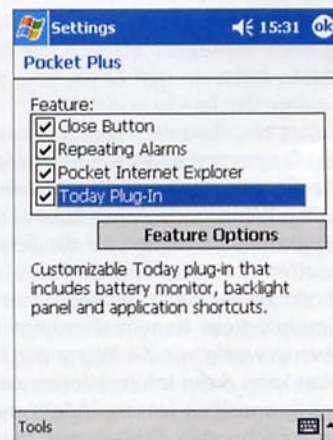 Settings 15:31 ok
Pocket Plus
Feature:
Close Button
Repeating Alarms
Pocket Internet Explorer
Today Plug-In
Feature Options
Customizable Today plug-in that
includes battery monitor, backlight
panel and application shortcuts.
Tools